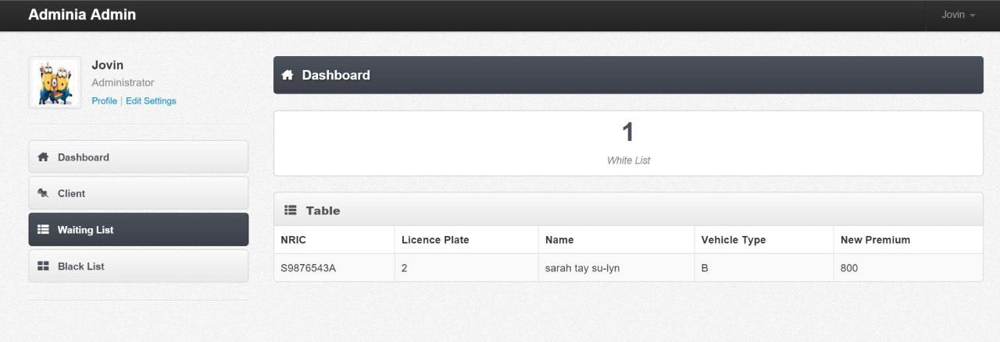 Adminia Admin
Jovin
Jovin
Administrator
Profile | Edit Settings
Dashboard
Client
Waiting List
Black List
Dashboard
1
White List
Table
NRIC Licence Plate Name Vehicle Type New Premium
S9876543A 2 sarah tay su-lyn B 800